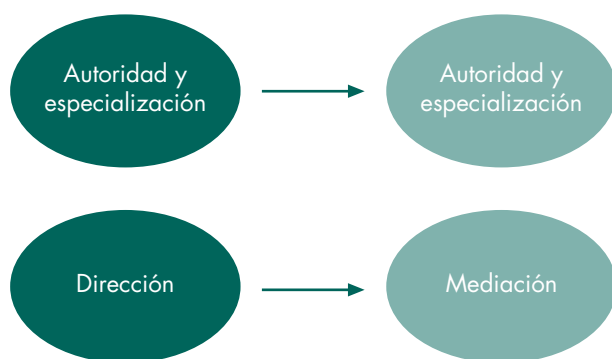 Autoridad y
especialización
Autoridad y
especialización
Dirección
Mediación